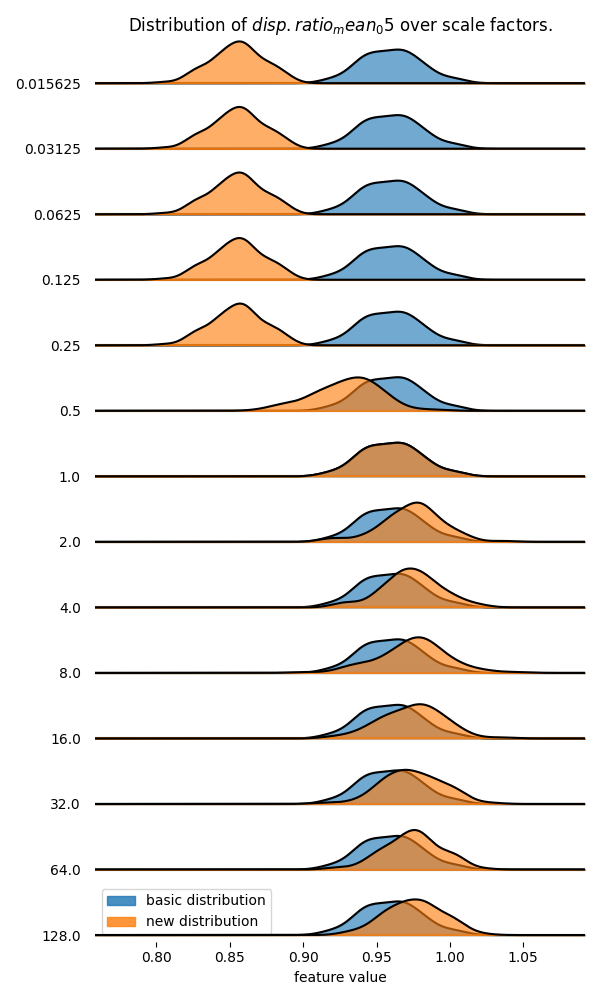 Distribution of disp.ratio_mean_05 over scale factors.
0.015625
0.03125
0.0625
0.125
0.25
0.5
1.0
2.0
4.0
8.0
16.0
32.0
64.0
128.0
basic distribution
new distribution
0.80 0.85 0.90 0.95 1.00 1.05
feature value